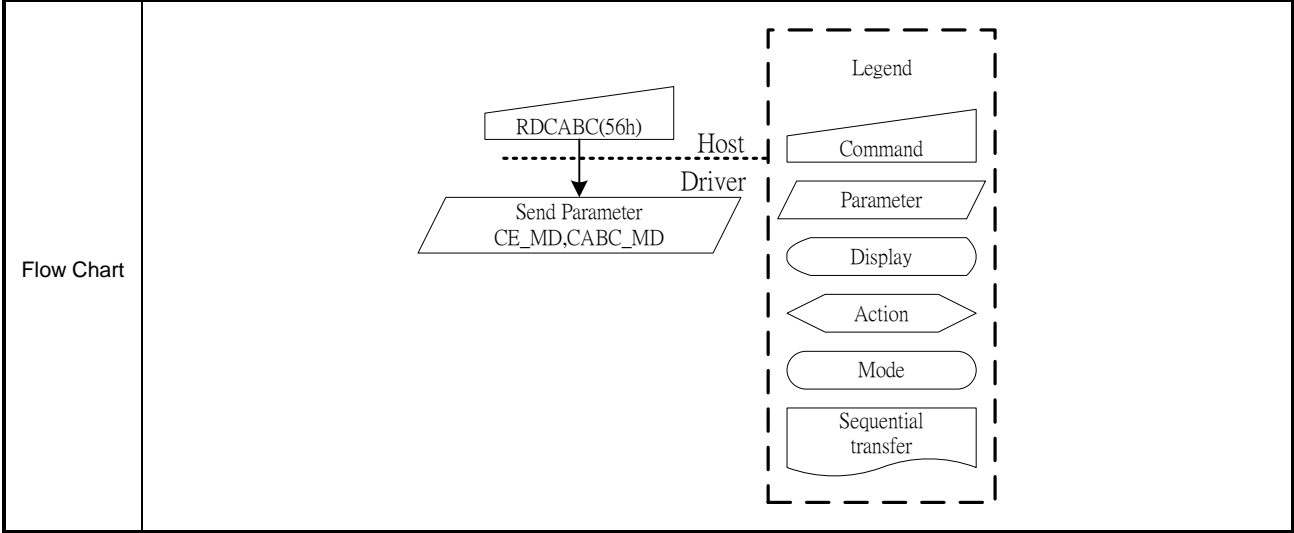 Flow Chart
RDCABC(56h)
Host
Driver
Send Parameter
CE_MD,CABC_MD
Legend
Command
Parameter
Display
Action
Mode
Sequential
transfer